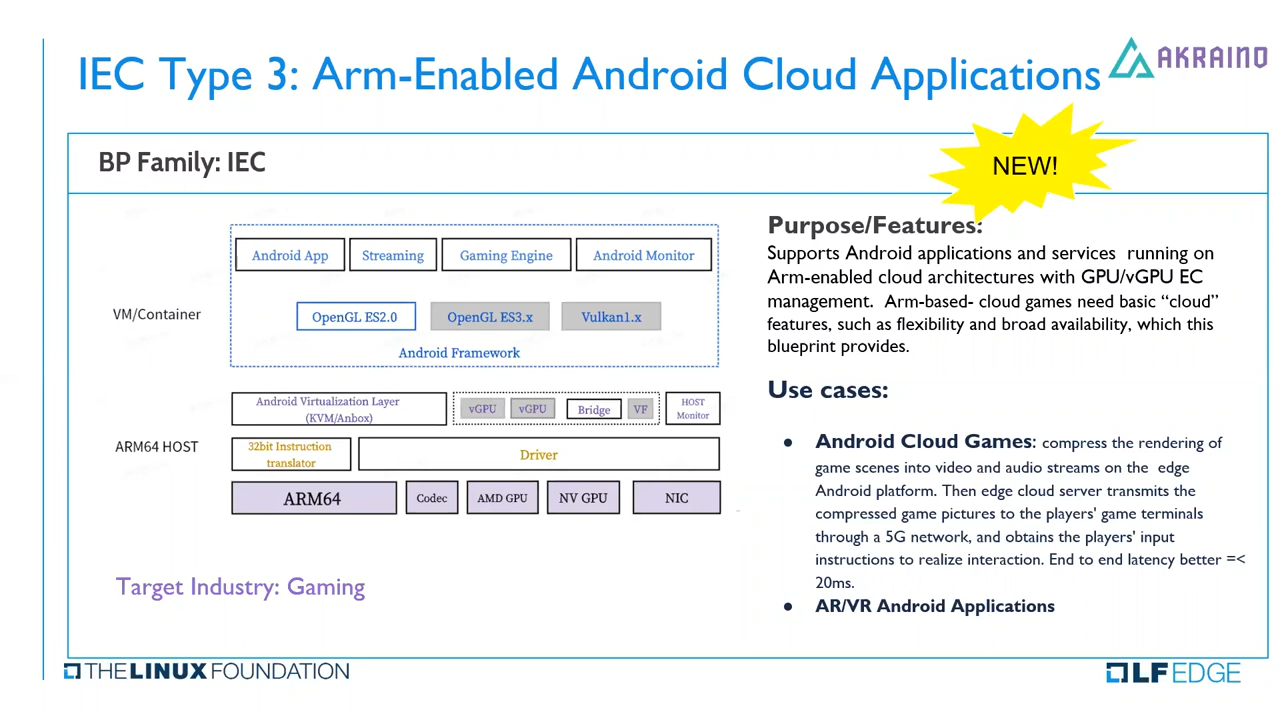 IEC Type 3: Arm-Enabled Android Cloud Applications
AKRAINO
BP Family: IEC
NEW!
VM/Container
Android App
Streaming
Gaming Engine
Android Monitor
OpenGL ES2.0
OpenGL ES3.x
Vulkan1.x
Android Framework
ARM64 HOST
Android Virtualization Layer
(KVM/Anbox)
vGPU
vGPU
Bridge
VF
HOST
Monitor
32bit Instruction
translator
Driver
ARM64
Codec
AMD GPU
NV GPU
NIC
Target Industry: Gaming
Purpose/Features:
Supports Android applications and services running on
Arm-enabled cloud architectures with GPU/vGPU EC
management. Arm-based- cloud games need basic “cloud”
features, such as flexibility and broad availability, which this
blueprint provides.
Use cases:
● Android Cloud Games: compress the rendering of
game scenes into video and audio streams on the edge
Android platform. Then edge cloud server transmits the
compressed game pictures to the players' game terminals
through a 5G network, and obtains the players' input
instructions to realize interaction. End to end latency better =<
20ms.
● AR/VR Android Applications
THE LINUX FOUNDATION
LF EDGE